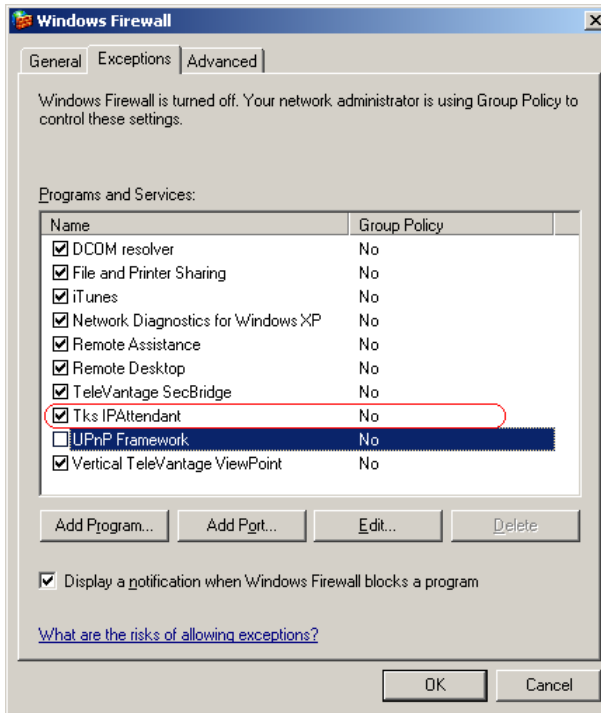 Windows Firewall
General Exceptions Advanced
Windows Firewall is turned off. Your network administrator is using Group Policy to
control these settings.
Programs and Services:
Name Group Policy
DCOM resolver No
File and Printer Sharing No
iTunes No
Network Diagnostics for Windows XP No
Remote Assistance No
Remote Desktop No
TeleVantage SecBridge No
Tks IPAttendant No
UPnP Framework No
Vertical TeleVantage ViewPoint No
Add Program... Add Port... Edit... Delete
Display a notification when Windows Firewall blocks a program
What are the risks of allowing exceptions?
OK Cancel